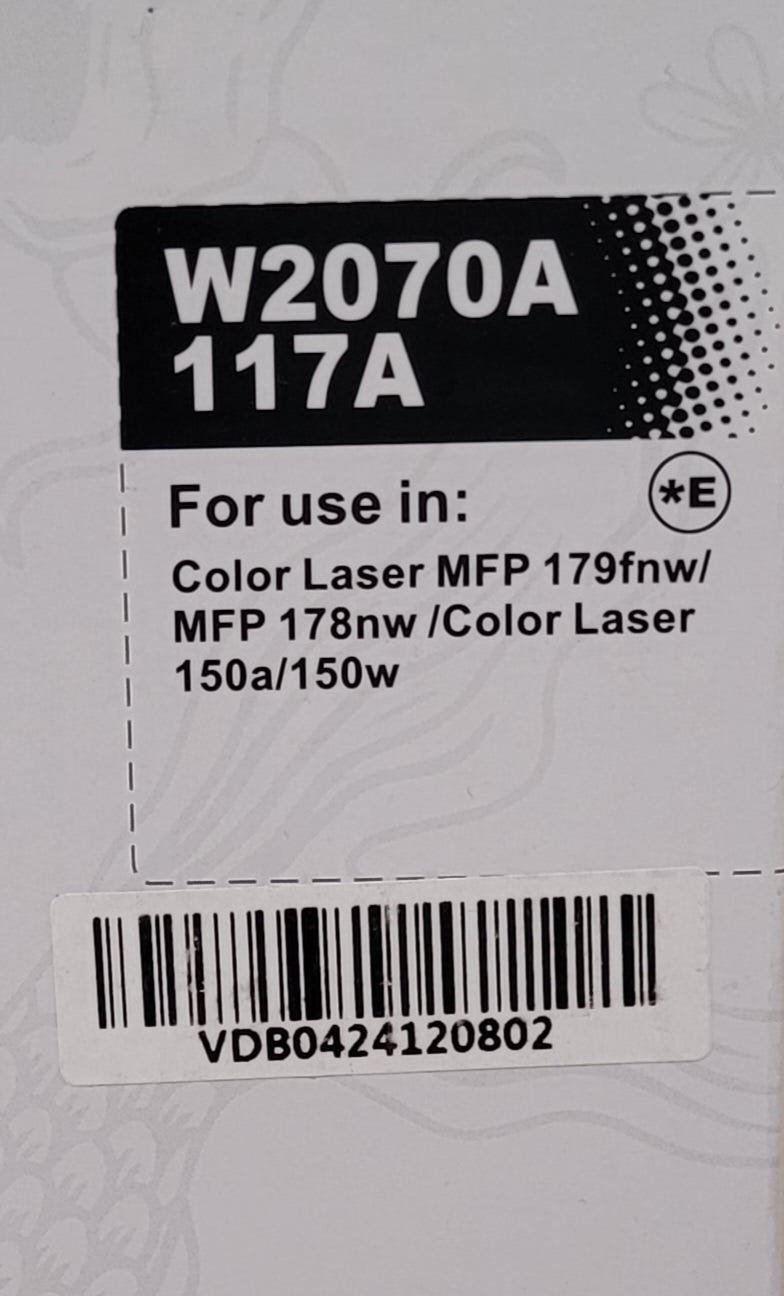 W2070A
117A
For use in:
*E
Color Laser MFP 179fnw/
MFP 178nw /Color Laser
150a/150w
VDB0424120802